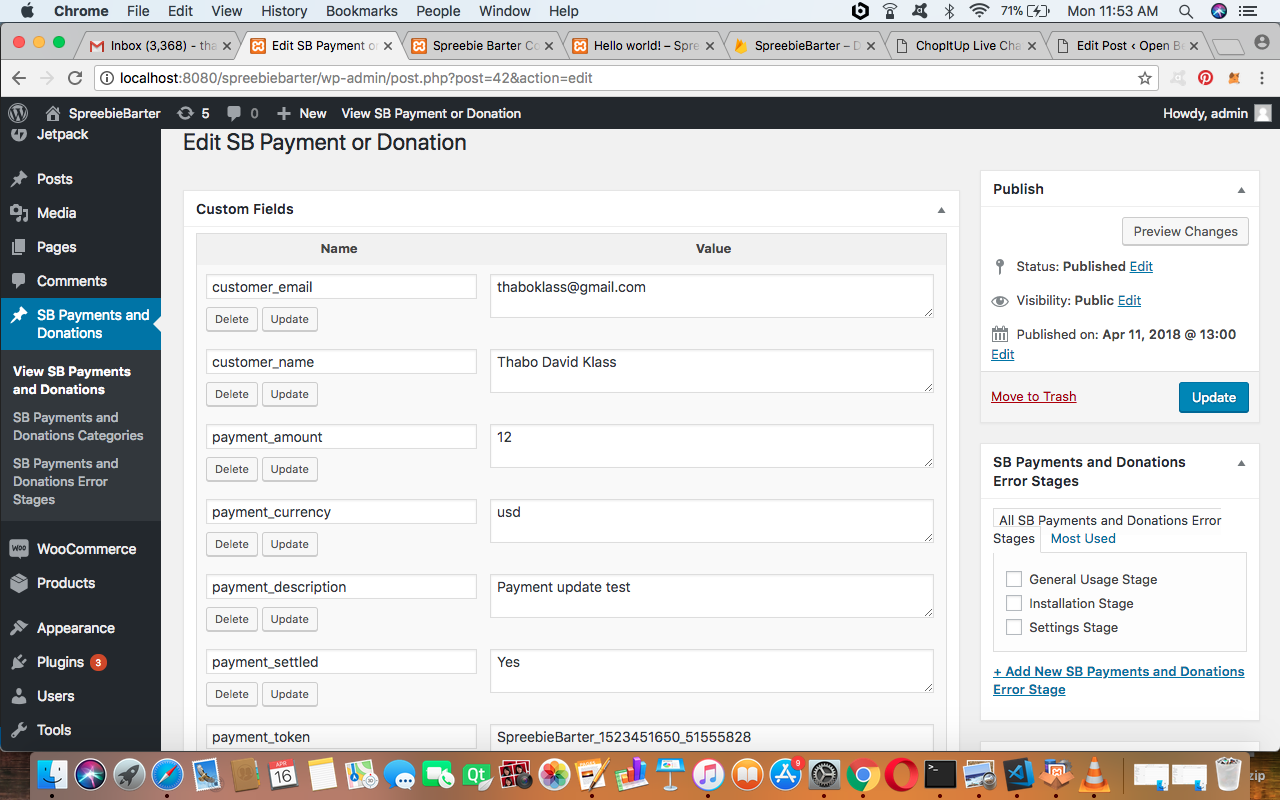 Chrome File Edit View History Bookmarks People Window Help 71% Mon 11:53 AM
Inbox (3,368) - tha Edit SB Payment or Spreebie Barter Co Hello world! – Spre SpreebieBarter – D ChopItUp Live Cha Edit Post ‹ Open B
localhost:8080/spreebiebarter/wp-admin/post.php?post=42&action=edit
SpreebieBarter 5 0 New View SB Payment or Donation Howdy, admin
Jetpack
Posts
Media
Pages
Comments
SB Payments and
Donations
View SB Payments
and Donations
SB Payments and
Donations Categories
SB Payments and
Donations Error
Stages
WooCommerce
Products
Appearance
Plugins 3
Users
Tools
Edit SB Payment or Donation
Custom Fields
Name Value
customer_email thaboklass@gmail.com
Delete Update
customer_name Thabo David Klass
Delete Update
payment_amount 12
Delete Update
payment_currency usd
Delete Update
payment_description Payment update test
Delete Update
payment_settled Yes
Delete Update
payment_token SpreebieBarter_1523451650_51555828
Publish
Preview Changes
Status: Published Edit
Visibility: Public Edit
Published on: Apr 11, 2018 @ 13:00
Edit
Move to Trash Update
SB Payments and Donations
Error Stages
All SB Payments and Donations Error
Stages Most Used
General Usage Stage
Installation Stage
Settings Stage
+ Add New SB Payments and Donations
Error Stage
APR
16
Qt
9
zip